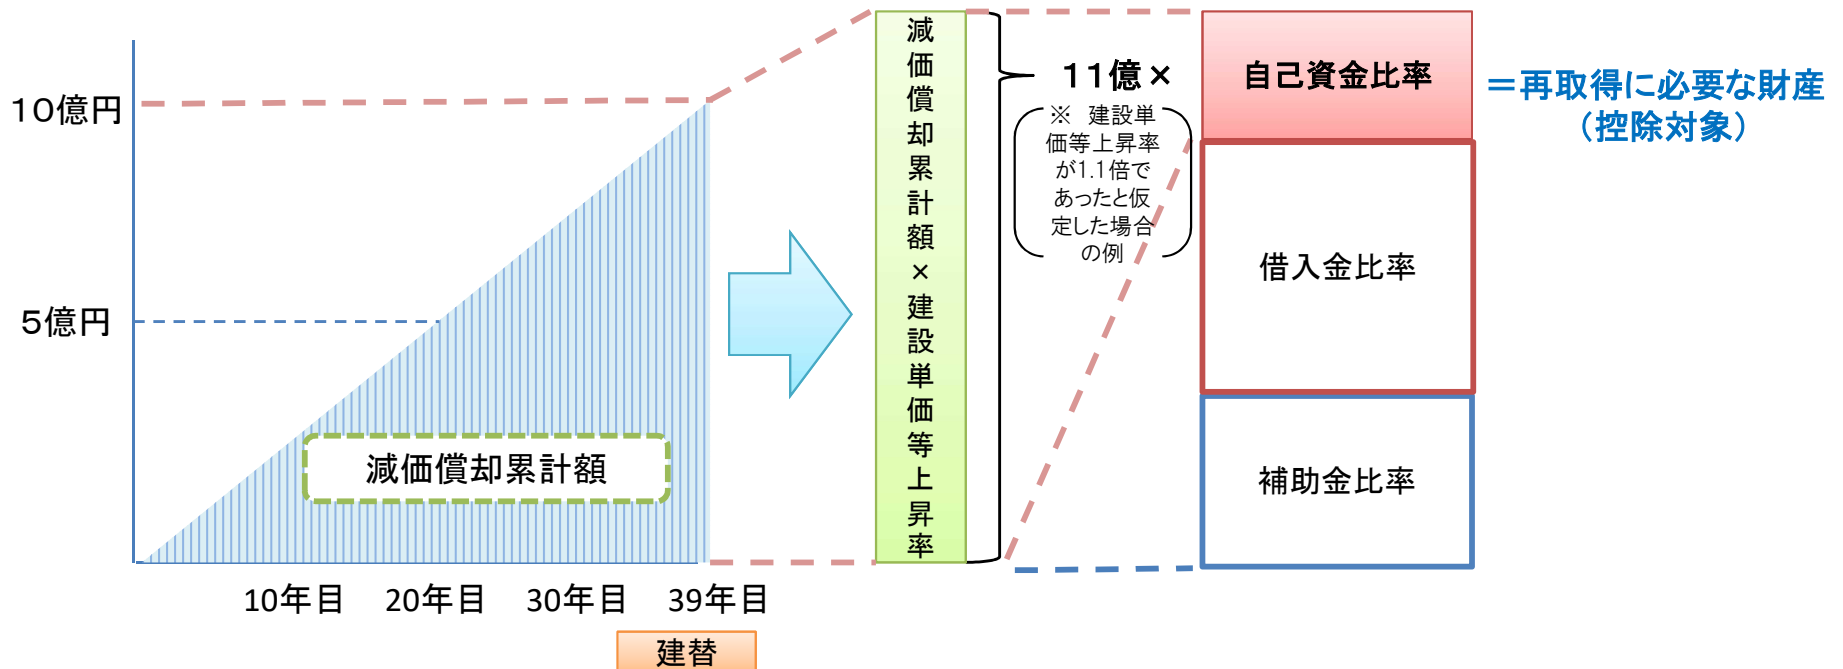 10億円
5億円
減価償却累計額
10年目
20年目
30年目
39年目
建替
減価償却累計額×建設単価等上昇率
11億×
※ 建設単
価等上昇率
が1.1倍で
あったと仮
定した場合
の例
自己資金比率
借入金比率
補助金比率
＝再取得に必要な財産
（控除対象）